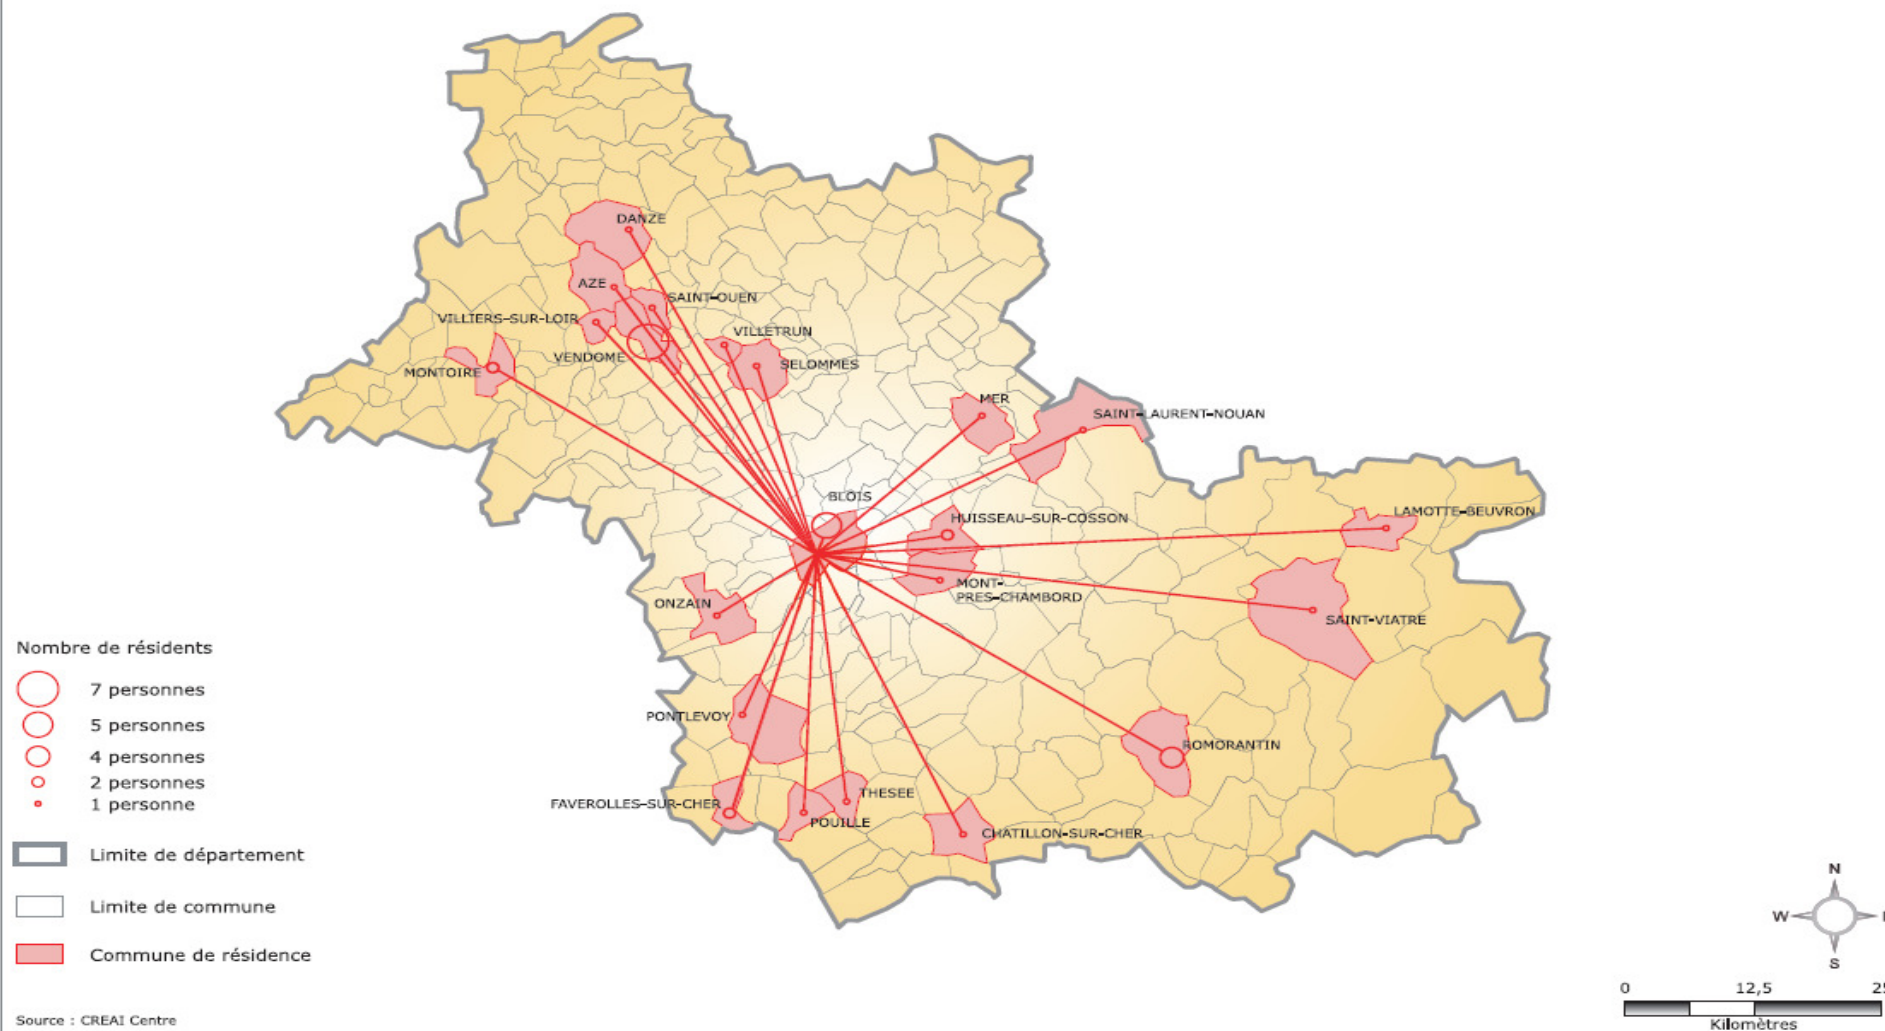 DANZE
AZE
SAINT-OUEN
VILLIERS-SUR-LOIR
VILLETRUN
VENDOME
SELOMMES
MONTOIRE
MER
SAINT-LAURENT-NOUAN
BLOIS
LAMOTTE-BEUVRON
HUISSEAU-SUR-COSSON
MONT-
PRES-CHAMBORD
ONZAIN
SAINT-VIATRE
PONTLEVOY
ROMORANTIN
THESEE
FAVEROLLES-SUR-CHER
POUILLE
CHATILLON-SUR-CHER
Nombre de résidents
7 personnes
5 personnes
4 personnes
2 personnes
1 personne
Limite de département
Limite de commune
Commune de résidence
Source : CREAI Centre
N
W
S
0 12,5 25
Kilomètres